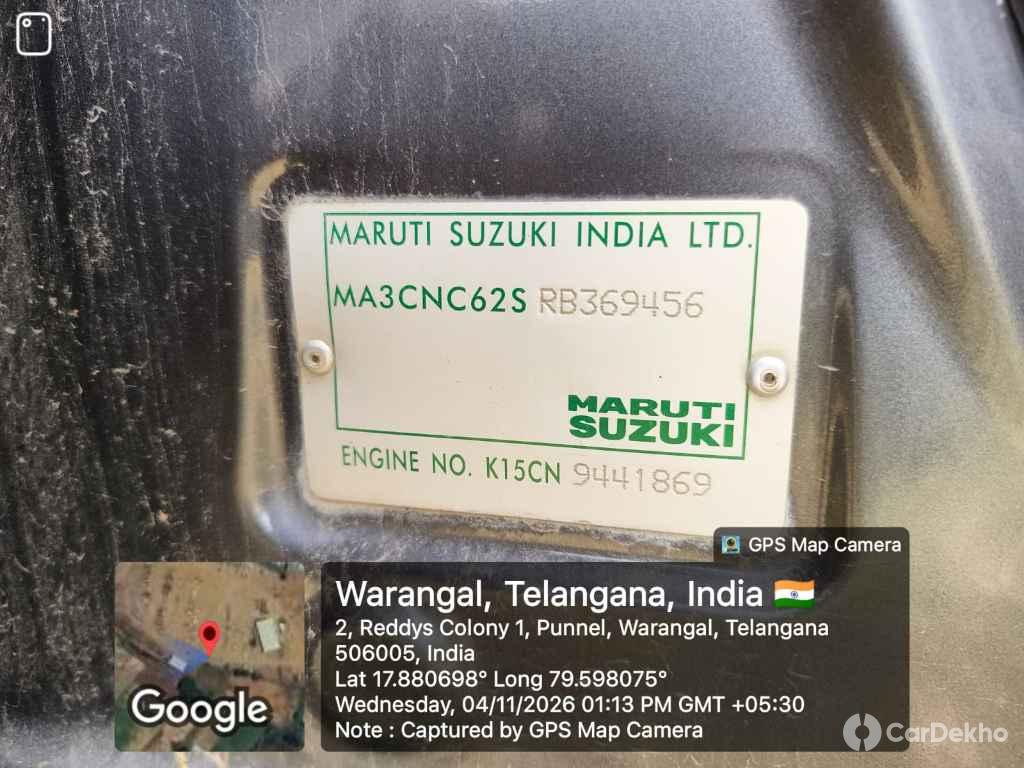 MARUTI SUZUKI INDIA LTD.
MA3CNC62S RB369456
MARUTI
SUZUKI
ENGINE NO. K15CN 9441869
GPS Map Camera
Warangal, Telangana, India
2, Reddys Colony 1, Punnel, Warangal, Telangana
506005, India
Lat 17.880698° Long 79.598075°
Wednesday, 04/11/2026 01:13 PM GMT +05:30
Note : Captured by GPS Map Camera
Google
CarDekho